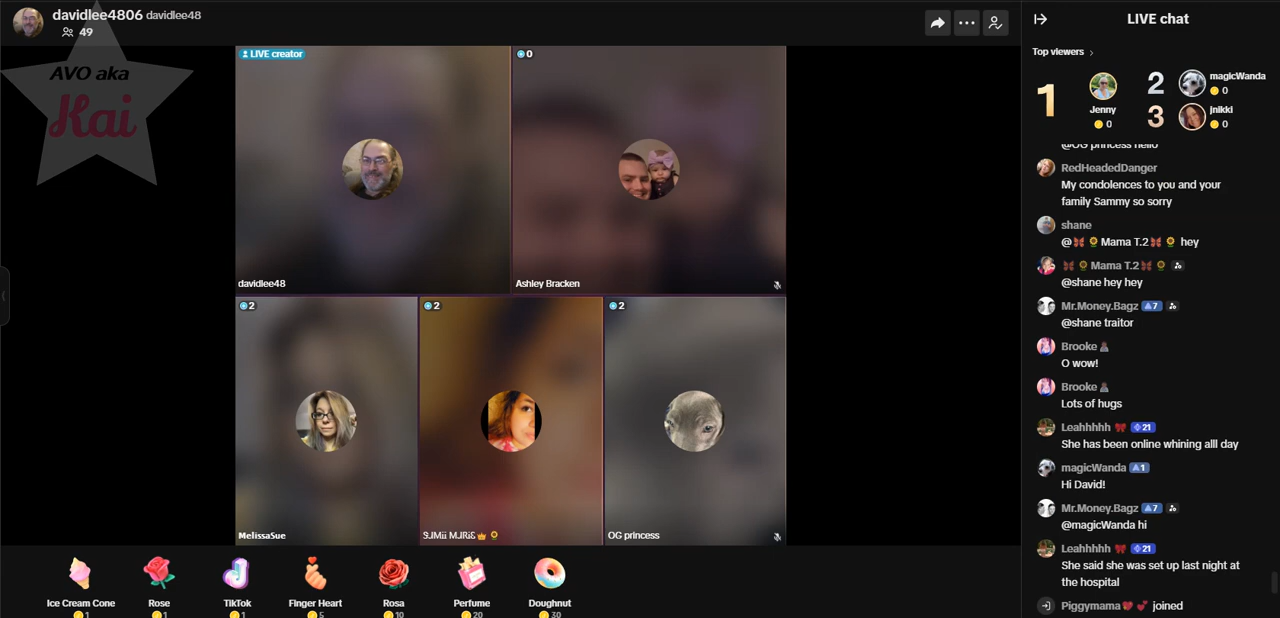 davidlee4806 davidlee48
49
AVO aka
Kai
LIVE creator
0
davidlee48
Ashley Bracken
2
MelissaSue
2
2
OG princess
Ice Cream Cone
1
Rose
1
TikTok
1
Finger Heart
5
Rosa
10
Perfume
20
Doughnut
30
LIVE chat
Top viewers
1
Jenny
0
2
magicWanda
0
3
jnikki
0
@OG princess hello
RedHeadedDanger
My condolences to you and your
family Sammy so sorry
shane
@🦋🌻Mama T.2🦋🌻 hey
🦋🌻Mama T.2🦋🌻
@shane hey hey
Mr.Money.Bagz 7
@shane traitor
Brooke
O wow!
Brooke
Lots of hugs
Leahhhhh 21
She has been online whining alll day
magicWanda 1
Hi David!
Mr.Money.Bagz 7
@magicWanda hi
Leahhhhh 21
She said she was set up last night at
the hospital
Piggymama joined